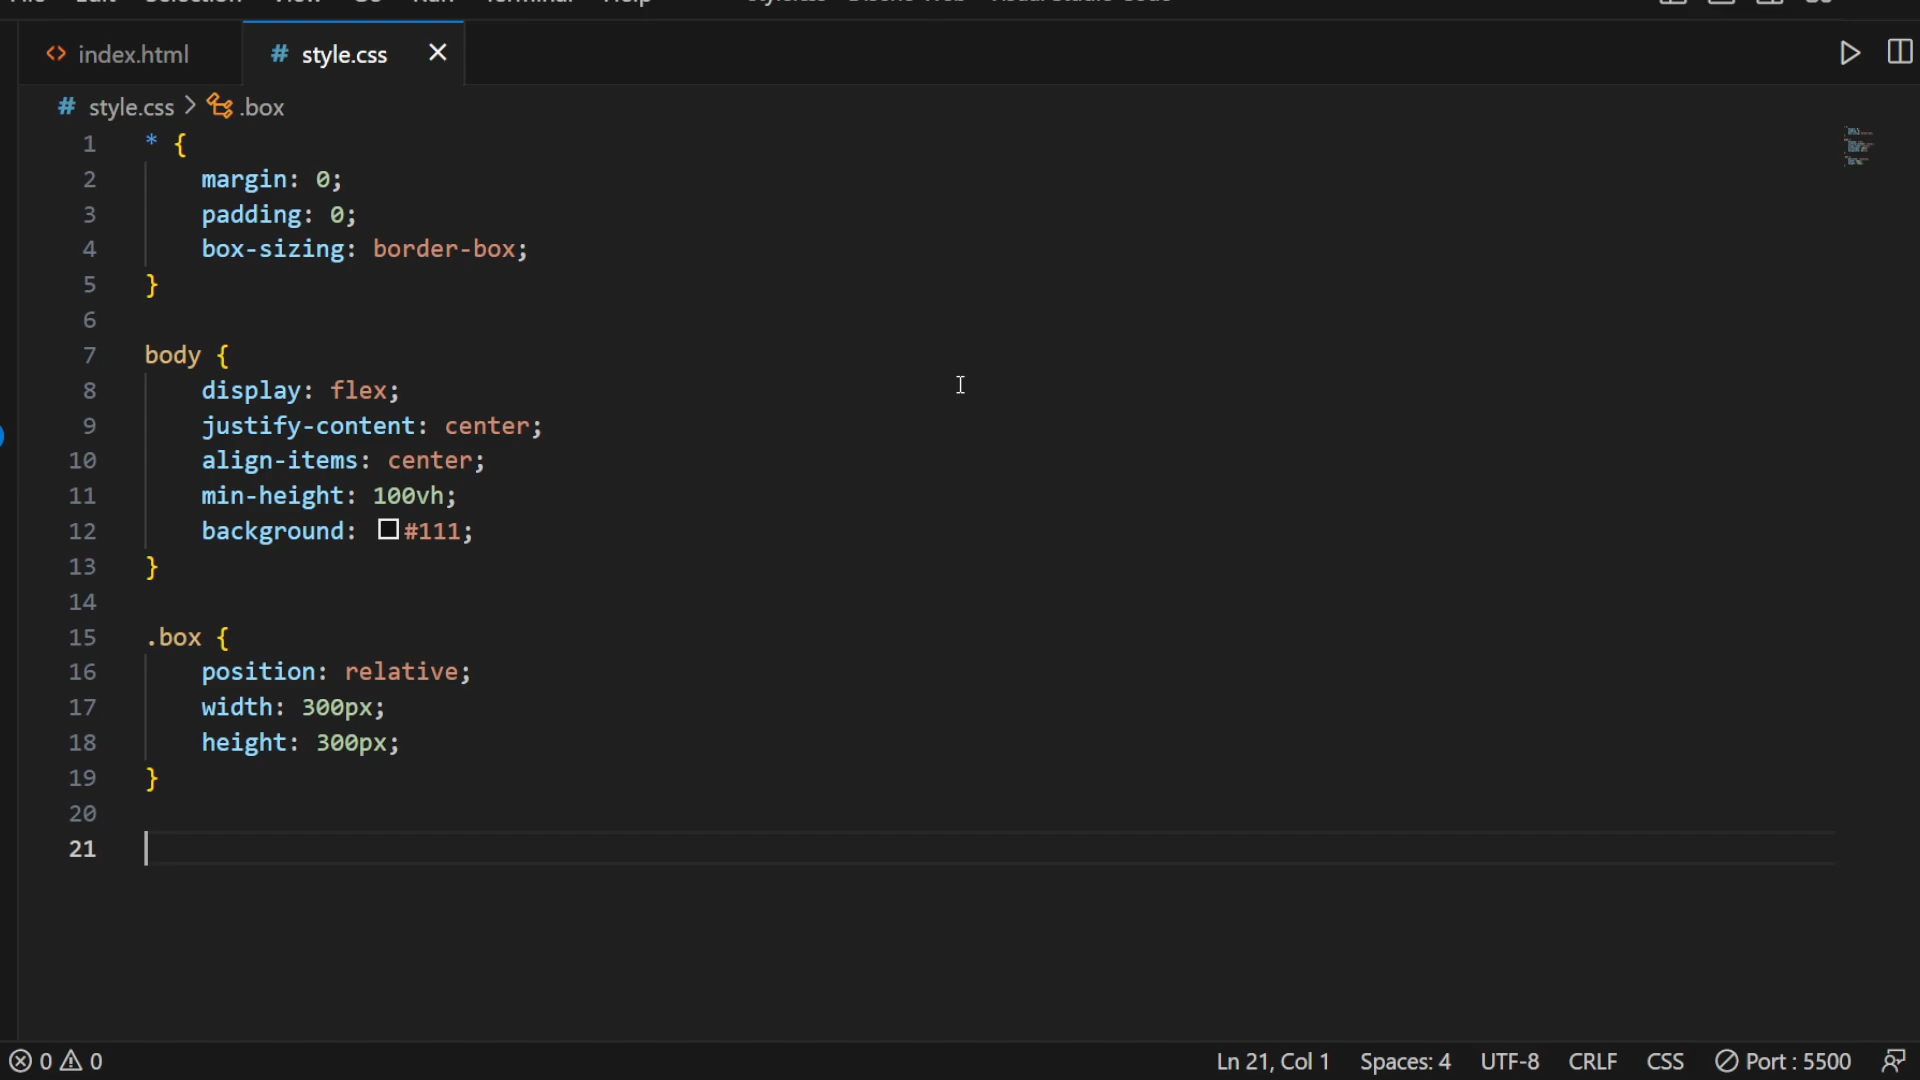 index.html
# style.css
# style.css > .box
1 * {
2 margin: 0;
3 padding: 0;
4 box-sizing: border-box;
5 }
6
7 body {
8 display: flex;
9 justify-content: center;
10 align-items: center;
11 min-height: 100vh;
12 background: #111;
13 }
14
15 .box {
16 position: relative;
17 width: 300px;
18 height: 300px;
19 }
20
21
0 0 Ln 21, Col 1 Spaces: 4 UTF-8 CRLF CSS Port : 5500